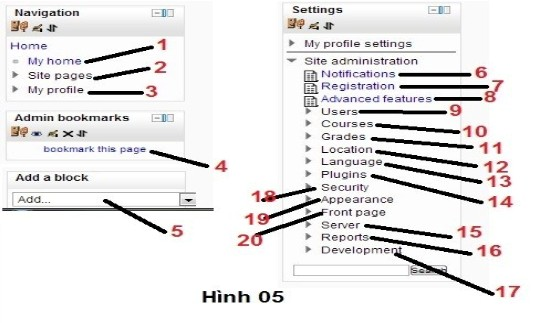 Navigation
Home
My home 1
Site pages 2
My profile 3
Admin bookmarks
bookmark this page
4
Add a block
Add...
5
Settings
My profile settings
Site administration
Notifications 6
Registration 7
Advanced features 8
Users 9
Courses 10
Grades 11
Location 12
Language 13
Plugins 14
18 Security
19 Appearance
20 Front page
Server 15
Reports 16
Development
Search
17
Hình 05